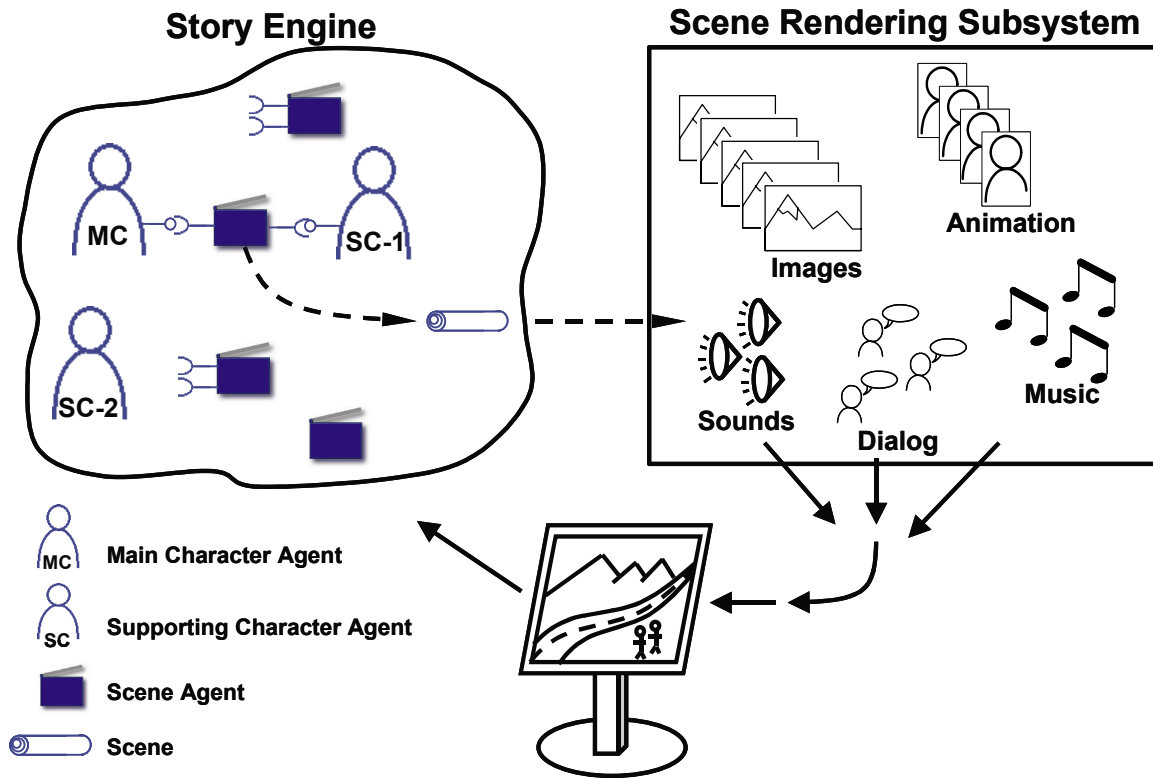 Story Engine
Scene Rendering Subsystem
MC
SC-1
SC-2
Images
Animation
Sounds
Dialog
Music
MC
Main Character Agent
SC
Supporting Character Agent
Scene Agent
Scene